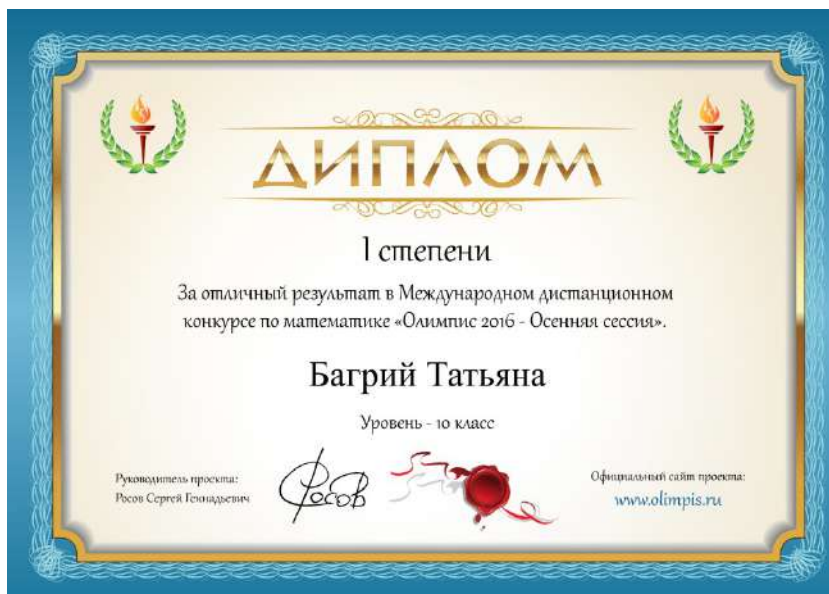 ДИПЛОМ
I степени
За отличный результат в Международном дистанционном
конкурсе по математике «Олимпис 2016 - Осенняя сессия».
Багрий Татьяна
Уровень - 10 класс
Руководитель проекта:
Росов Сергей Геннадьевич
Росов
Официальный сайт проекта:
www.olimpis.ru